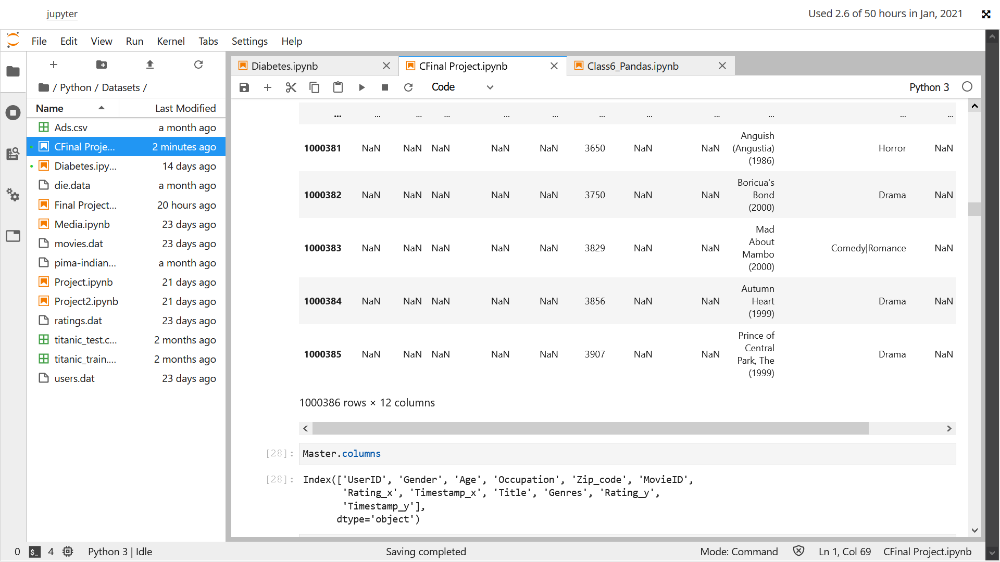 jupyter
Used 2.6 of 50 hours in Jan, 2021
File Edit View Run Kernel Tabs Settings Help
/ Python / Datasets /
Name Last Modified
Ads.csv a month ago
CFinal Proje... 2 minutes ago
Diabetes.ipy... 14 days ago
die.data a month ago
Final Project... 20 hours ago
Media.ipynb 23 days ago
movies.dat 23 days ago
pima-indian... a month ago
Project.ipynb 21 days ago
Project2.ipynb 21 days ago
ratings.dat 23 days ago
titanic_test.c... 2 months ago
titanic_train.... 2 months ago
users.dat 23 days ago
Diabetes.ipynb CFinal Project.ipynb Class6_Pandas.ipynb
Code Python 3
... ... ... ... ... ... ... ... ... ... ... ...
1000381 NaN NaN NaN NaN NaN 3650 NaN NaN Anguish (Angustia) (1986) Horror NaN
1000382 NaN NaN NaN NaN NaN 3750 NaN NaN Boricua's Bond (2000) Drama NaN
1000383 NaN NaN NaN NaN NaN 3829 NaN NaN Mad About Mambo (2000) Comedy|Romance NaN
1000384 NaN NaN NaN NaN NaN 3856 NaN NaN Autumn Heart (1999) Drama NaN
1000385 NaN NaN NaN NaN NaN 3907 NaN NaN Prince of Central Park, The (1999) Drama NaN
1000386 rows × 12 columns
[28]: Master.columns
[28]: Index(['UserID', 'Gender', 'Age', 'Occupation', 'Zip_code', 'MovieID',
'Rating_x', 'Timestamp_x', 'Title', 'Genres', 'Rating_y',
'Timestamp_y'],
dtype='object')
0 $_ 4 Python 3 | Idle Saving completed Mode: Command Ln 1, Col 69 CFinal Project.ipynb